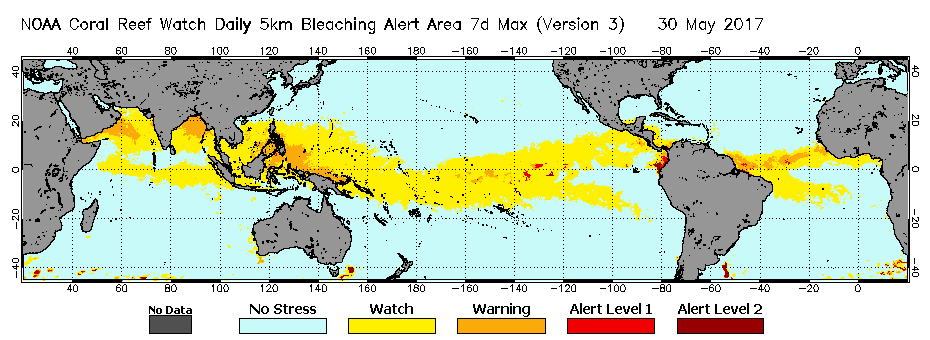 NOAA Coral Reef Watch Daily 5km Bleaching Alert Area 7d Max (Version 3) 30 May 2017
40 60 80 100 120 140 160 180 −160 −140 −120 −100 −80 −60 −40 −20 0
40 40
20 20
0 0
−20 −20
−40 −40
40 60 80 100 120 140 160 180 −160 −140 −120 −100 −80 −60 −40 −20 0
No Data No Stress Watch Warning Alert Level 1 Alert Level 2